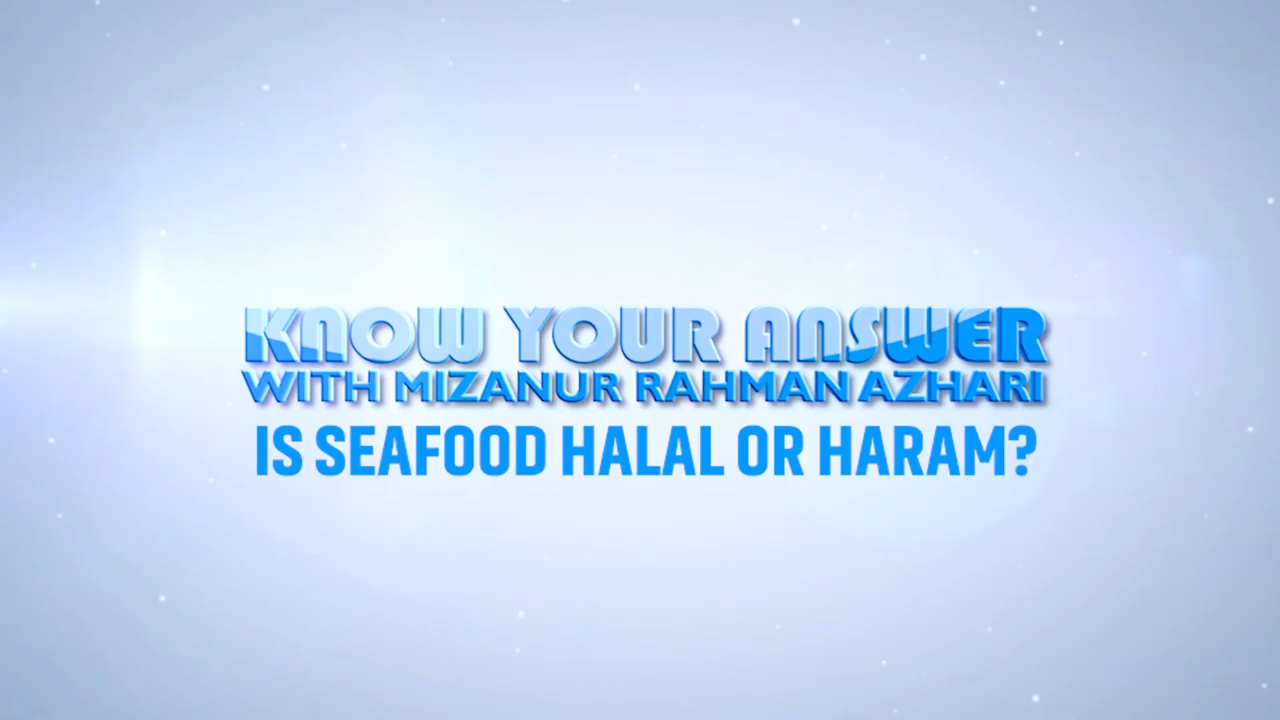 KNOW YOUR ANSWER
WITH MIZANUR RAHMAN AZHARI
IS SEAFOOD HALAL OR HARAM?